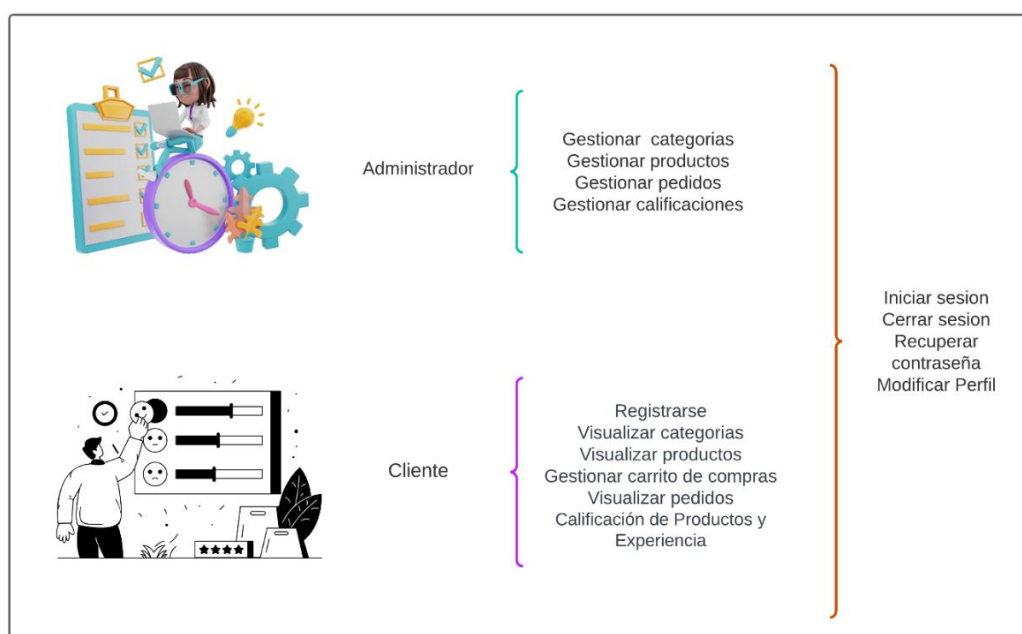 Administrador
Gestionar categorias
Gestionar productos
Gestionar pedidos
Gestionar calificaciones
Iniciar sesion
Cerrar sesion
Recuperar
contraseña
Modificar Perfil
Cliente
Registrarse
Visualizar categorias
Visualizar productos
Gestionar carrito de compras
Visualizar pedidos
Calificación de Productos y
Experiencia